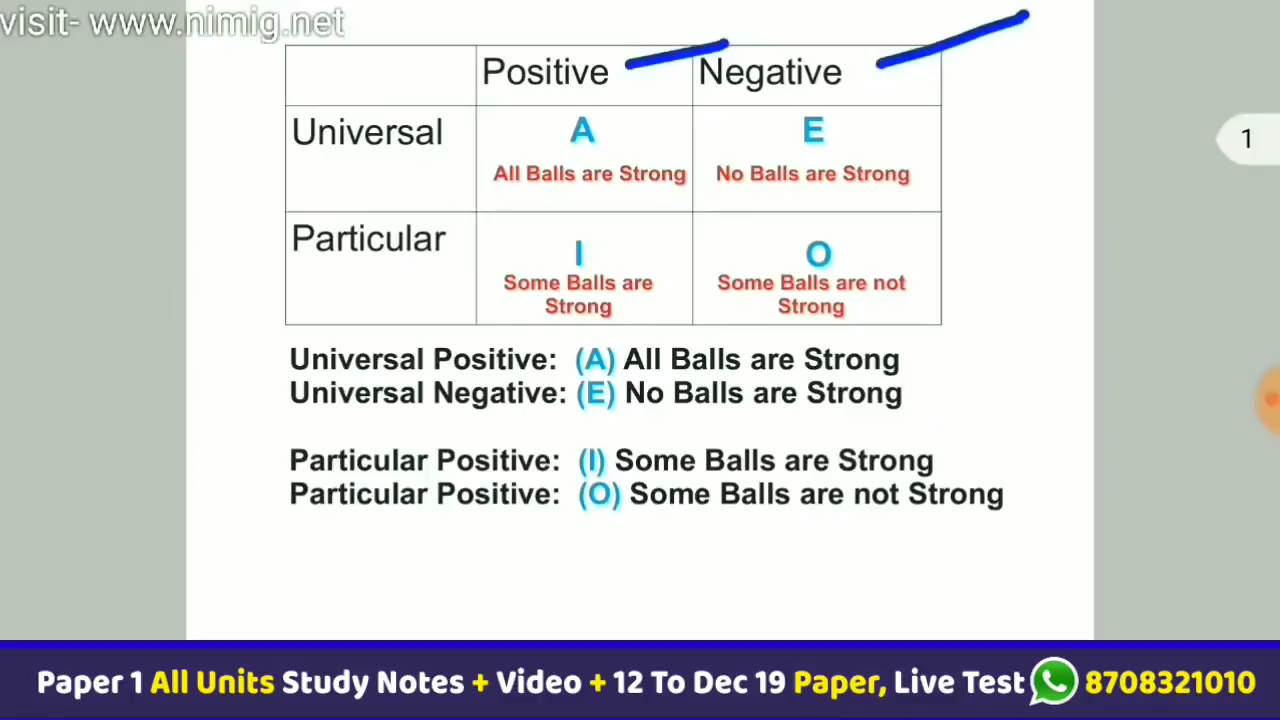 visit- www.nimig.net
Positive Negative
Universal A E
All Balls are Strong No Balls are Strong
Particular I O
Some Balls are Some Balls are not
Strong Strong
1
Universal Positive: (A) All Balls are Strong
Universal Negative: (E) No Balls are Strong
Particular Positive: (I) Some Balls are Strong
Particular Positive: (O) Some Balls are not Strong
Paper 1 All Units Study Notes + Video + 12 To Dec 19 Paper, Live Test 8708321010